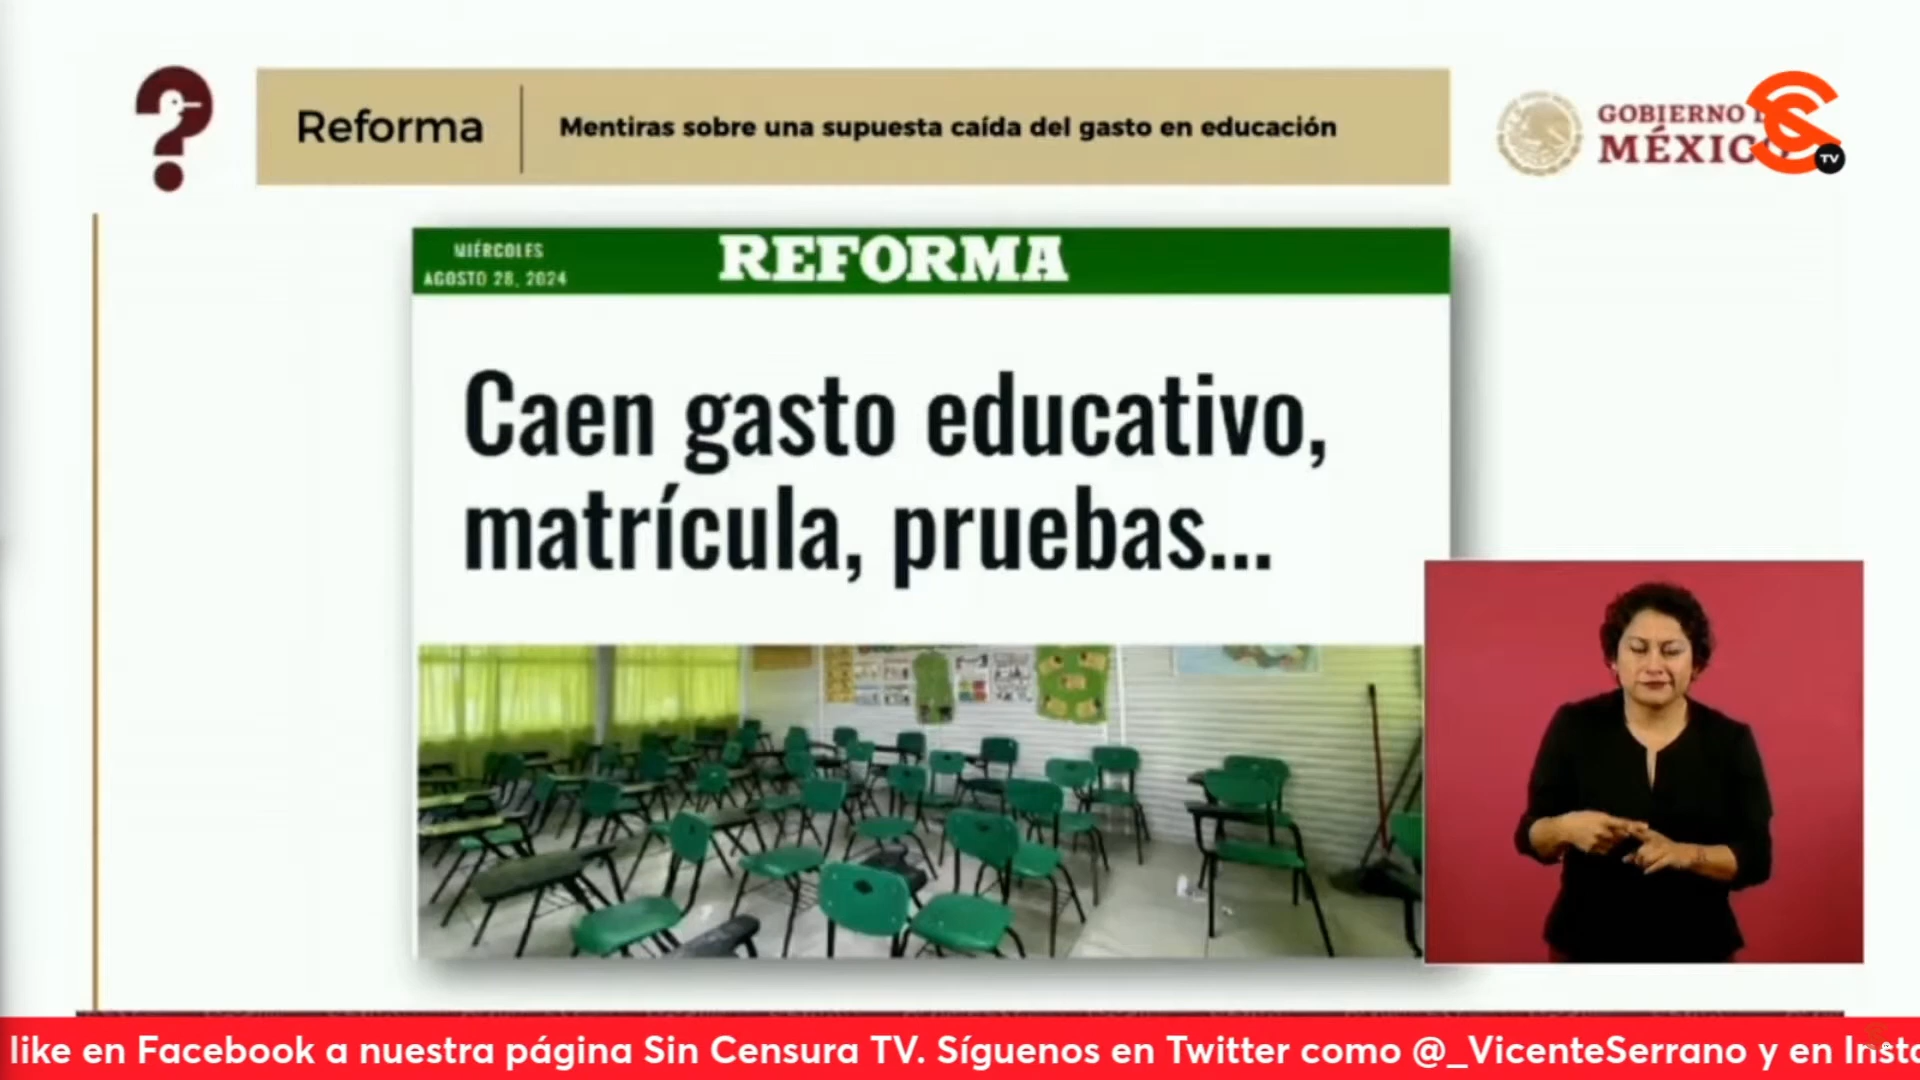 Reforma
Mentiras sobre una supuesta caída del gasto en educación
GOBIERNO
MÉXICO
TV
MIÉRCOLES
AGOSTO 28, 2024
REFORMA
Caen gasto educativo,
matrícula, pruebas...
like en Facebook a nuestra página Sin Censura TV. Síguenos en Twitter como @_VicenteSerrano y en Insta